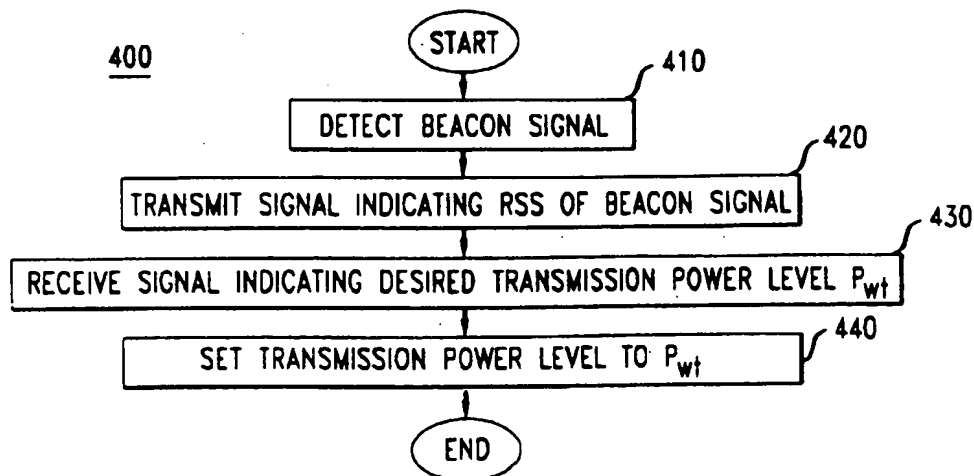 400
START
410
DETECT BEACON SIGNAL
420
TRANSMIT SIGNAL INDICATING RSS OF BEACON SIGNAL
430
RECEIVE SIGNAL INDICATING DESIRED TRANSMISSION POWER LEVEL Pwt
440
SET TRANSMISSION POWER LEVEL TO Pwt
END